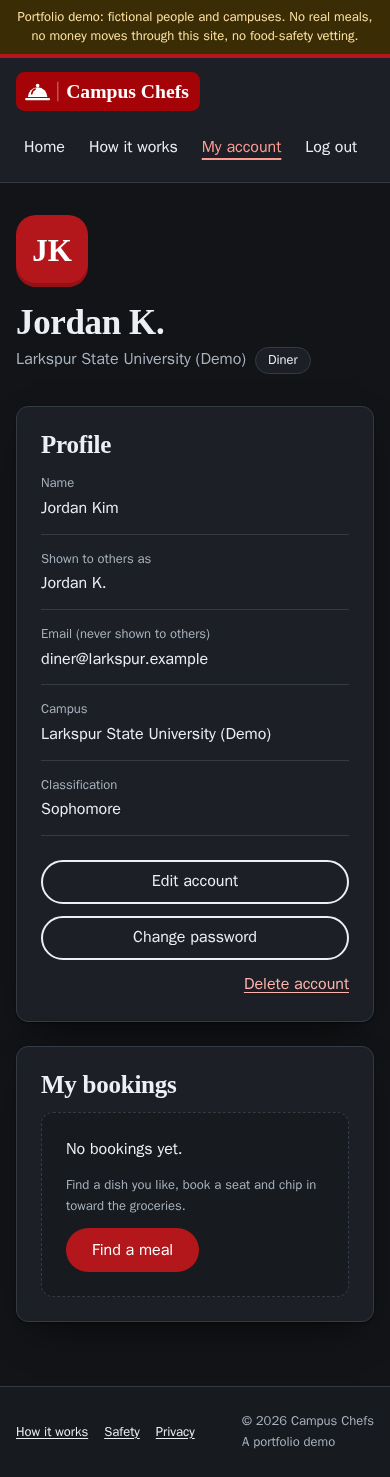 Portfolio demo: fictional people and campuses. No real meals,
no money moves through this site, no food-safety vetting.
Campus Chefs
Home How it works My account Log out
JK
Jordan K.
Larkspur State University (Demo) Diner
Profile
Name
Jordan Kim
Shown to others as
Jordan K.
Email (never shown to others)
diner@larkspur.example
Campus
Larkspur State University (Demo)
Classification
Sophomore
Edit account
Change password
Delete account
My bookings
No bookings yet.
Find a dish you like, book a seat and chip in
toward the groceries.
Find a meal
How it works Safety Privacy
© 2026 Campus Chefs
A portfolio demo